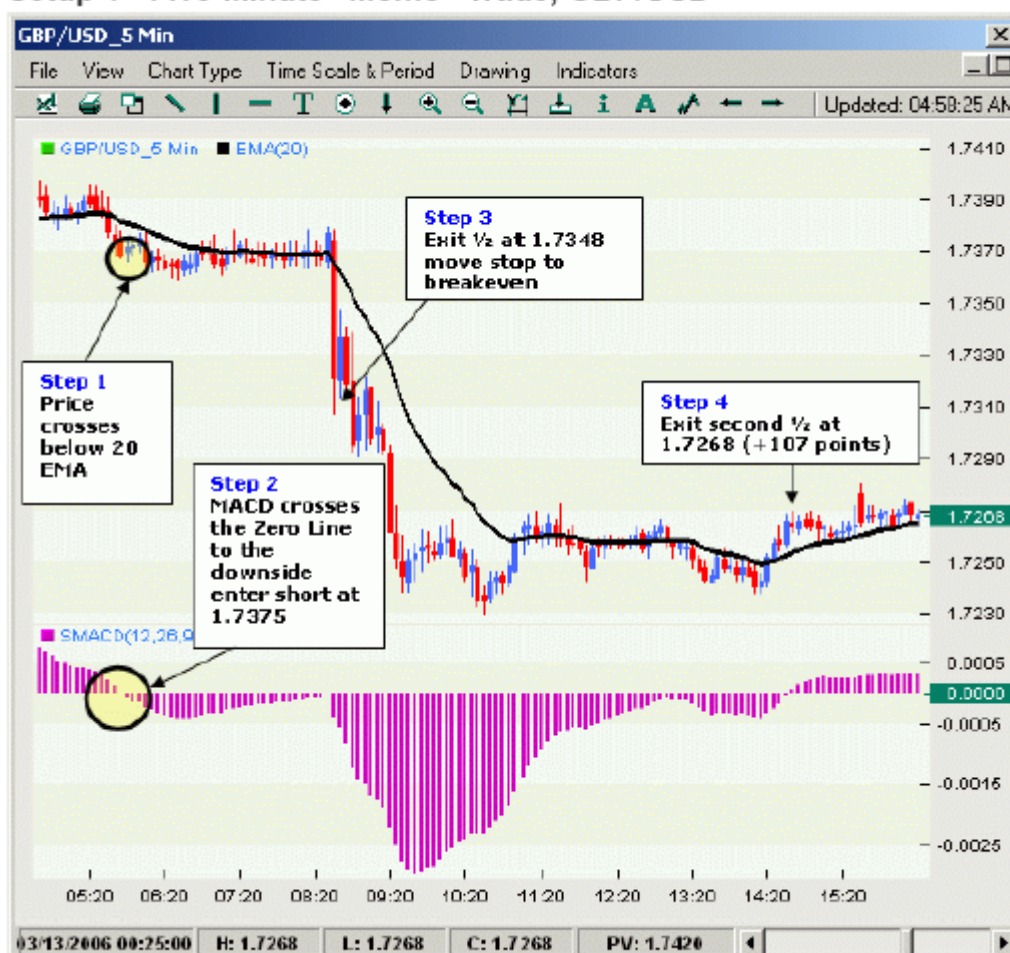 GBP/USD_5 Min
File View Chart Type Time Scale & Period Drawing Indicators
Updated: 04:58:25 AM
GBP/USD_5 Min EMA(20)
1.7410
1.7390
1.7370
1.7350
1.7330
1.7310
1.7290
1.7208
1.7250
1.7230
Step 3
Exit ½ at 1.7348
move stop to
breakeven
Step 1
Price
crosses
below 20
EMA
Step 4
Exit second ½ at
1.7268 (+107 points)
Step 2
MACD crosses
the Zero Line
to the
downside
enter short at
1.7375
SMACD(12,26,9
0.0005
0.0000
-0.0005
-0.0015
-0.0025
05:20 06:20 07:20 08:20 09:20 10:20 11:20 12:20 13:20 14:20 15:20
03/13/2006 00:25:00 H: 1.7268 L: 1.7268 C: 1.7268 PV: 1.7420